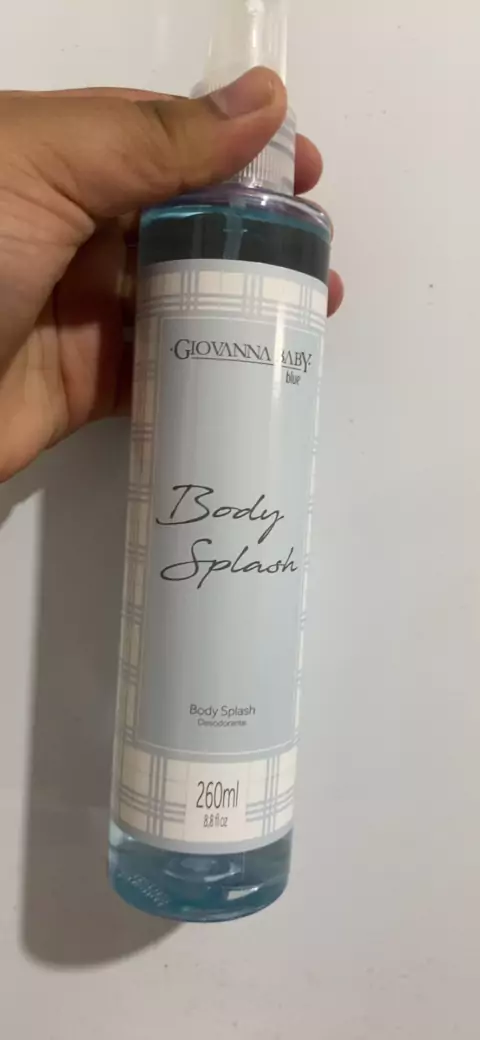 ·GIOVANNA BABY·
blue
Body
Splash
Body Splash
Desodorante
260ml
8,8 fl oz